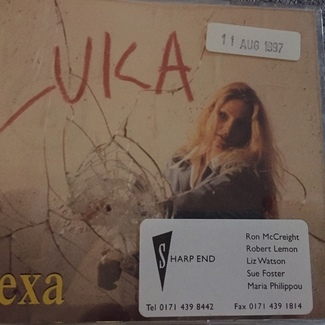 LUKA
11 AUG 1997
exa
SHARP END
Ron McCreight
Robert Lemon
Liz Watson
Sue Foster
Maria Philippou
Tel 0171 439 8442 Fax 0171 439 1814